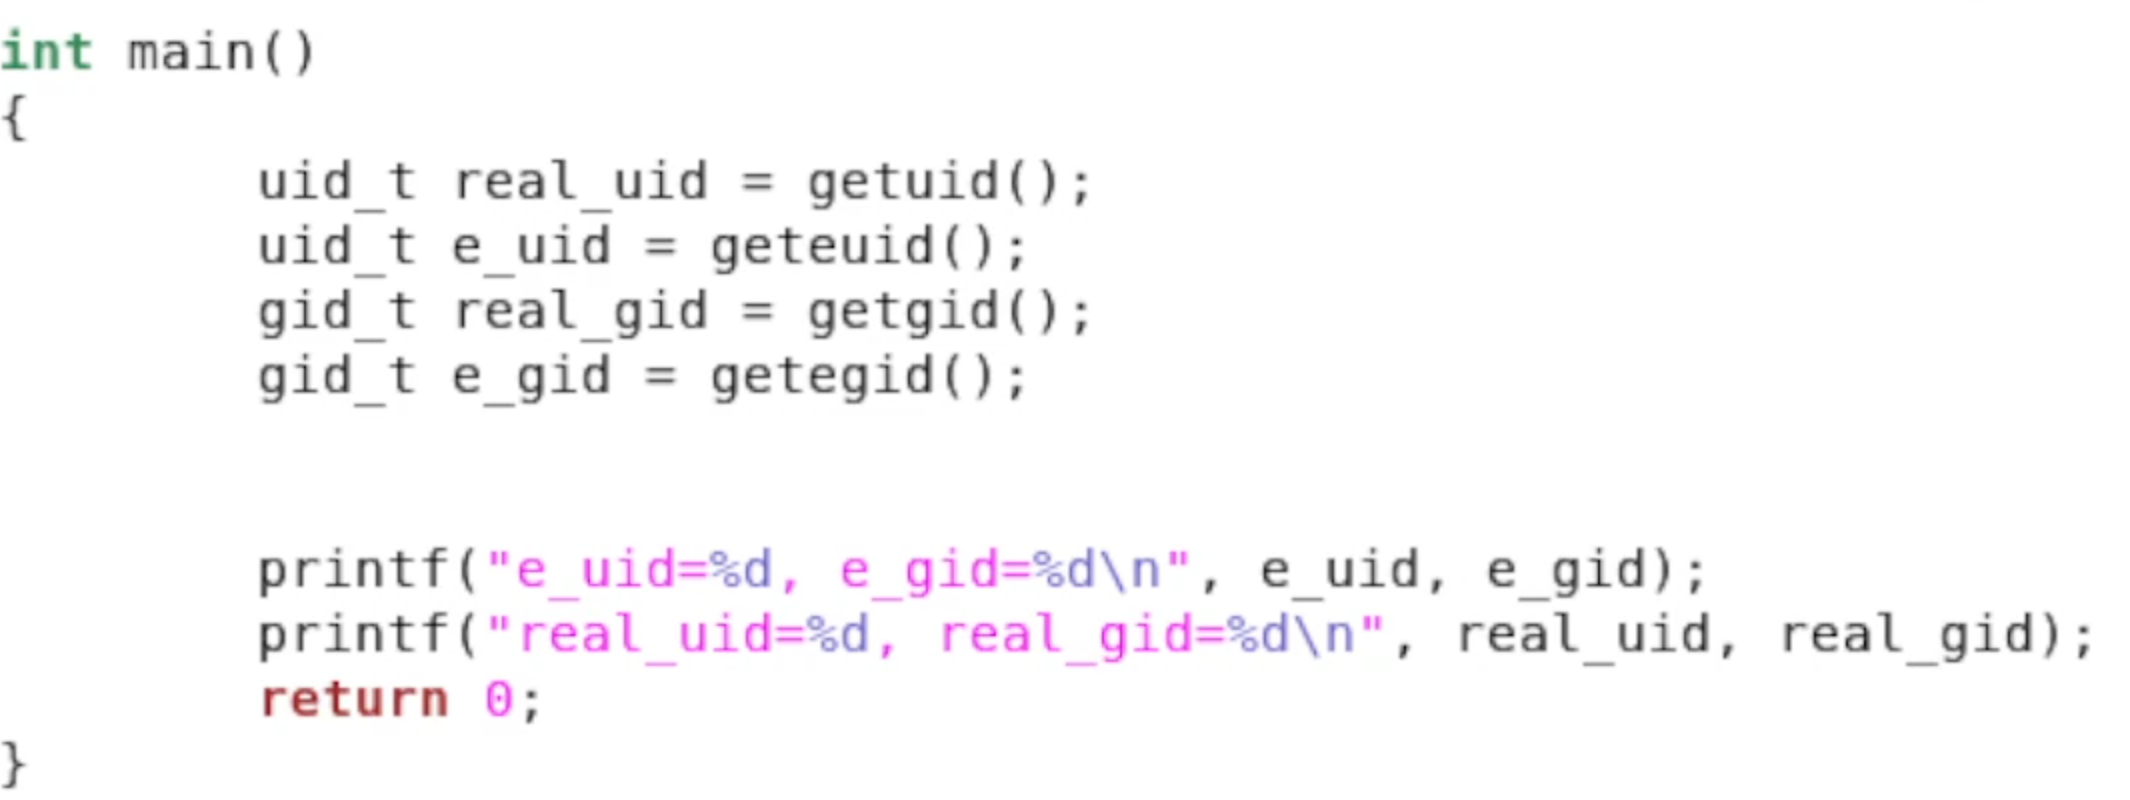 int main()
{
        uid_t real_uid = getuid();
        uid_t e_uid = geteuid();
        gid_t real_gid = getgid();
        gid_t e_gid = getegid();


        printf("e_uid=%d, e_gid=%d\n", e_uid, e_gid);
        printf("real_uid=%d, real_gid=%d\n", real_uid, real_gid);
        return 0;
}